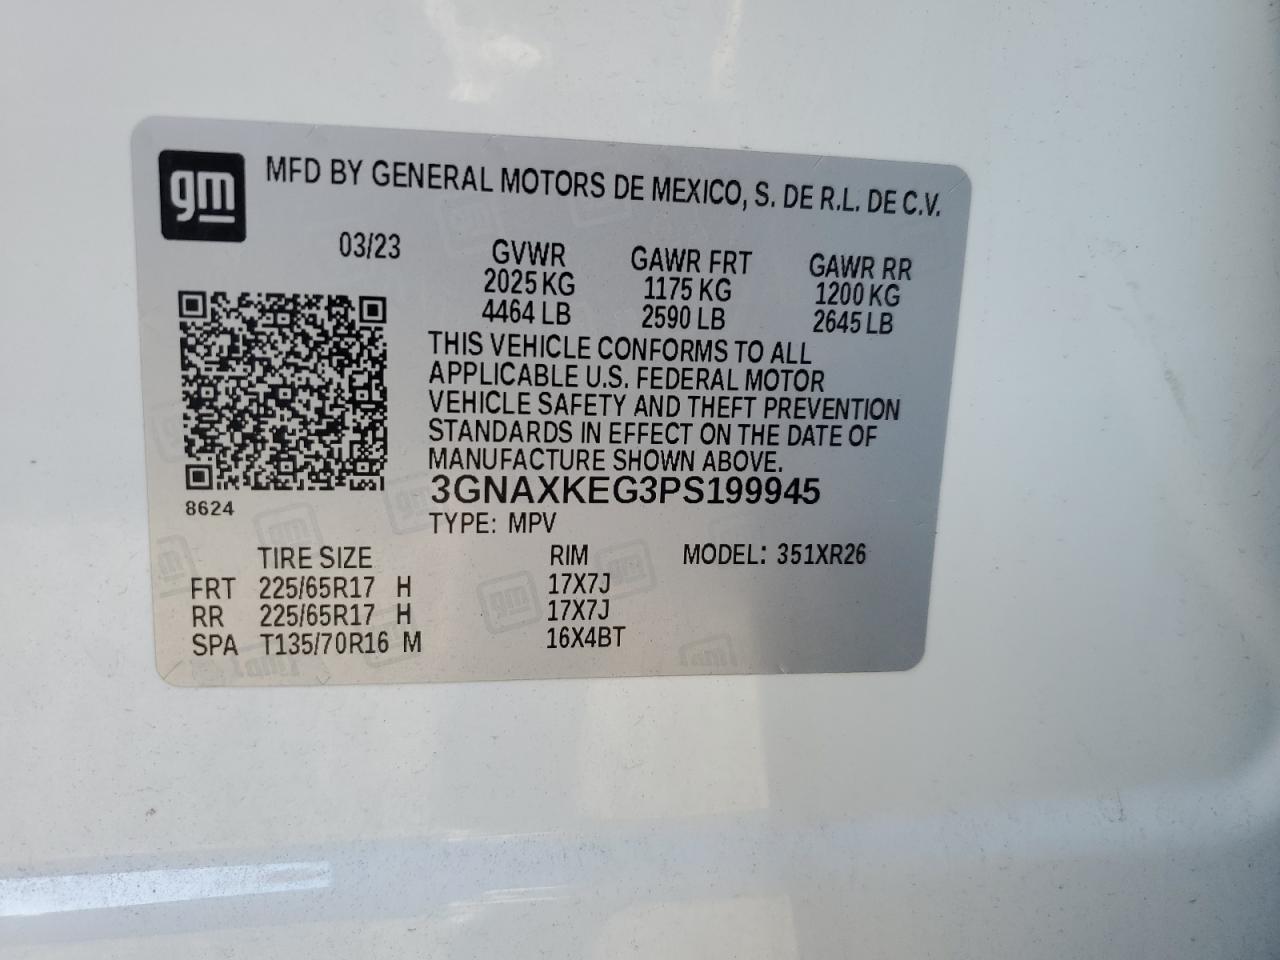 gm
MFD BY GENERAL MOTORS DE MEXICO, S. DE R.L. DE C.V.
03/23 GVWR GAWR FRT GAWR RR
2025 KG 1175 KG 1200 KG
4464 LB 2590 LB 2645 LB
THIS VEHICLE CONFORMS TO ALL
APPLICABLE U.S. FEDERAL MOTOR
VEHICLE SAFETY AND THEFT PREVENTION
STANDARDS IN EFFECT ON THE DATE OF
MANUFACTURE SHOWN ABOVE.
3GNAXKEG3PS199945
8624
TYPE: MPV
TIRE SIZE RIM MODEL: 351XR26
FRT 225/65R17 H 17X7J
RR 225/65R17 H 17X7J
SPA T135/70R16 M 16X4BT